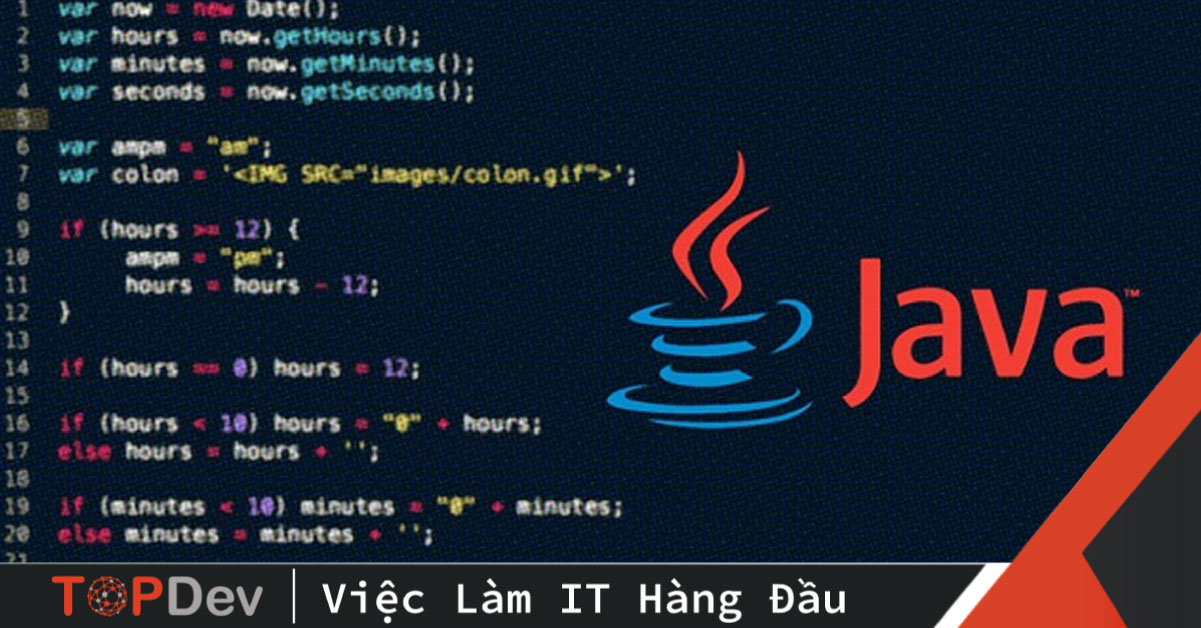 1 var now = new Date();
2 var hours = now.getHours();
3 var minutes = now.getMinutes();
4 var seconds = now.getSeconds();
5
6 var ampm = "am";
7 var colon = '<IMG SRC="images/colon.gif">';
8
9 if (hours >= 12) {
10 ampm = "pm";
11 hours = hours - 12;
12 }
13
14 if (hours == 0) hours = 12;
15
16 if (hours < 10) hours = "0" + hours;
17 else hours = hours + '';
18
19 if (minutes < 10) minutes = "0" + minutes;
20 else minutes = minutes + '';
21
Java™
TOPDev
Việc Làm IT Hàng Đầu